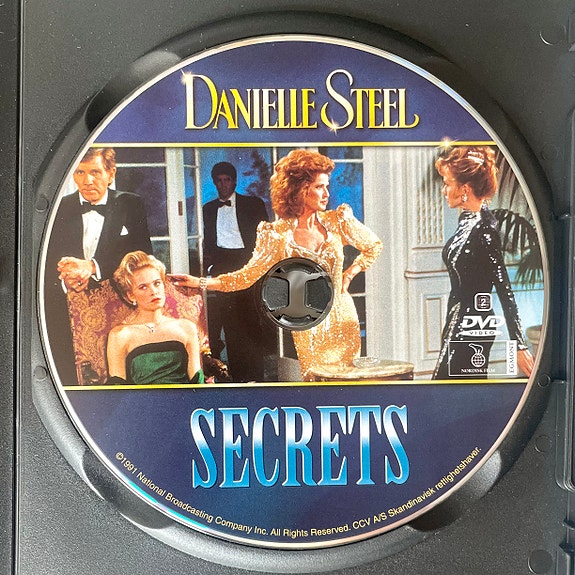 DANIELLE STEEL
2
DVD
VIDEO
NORDISK FILM
EGMONT
SECRETS
©1991 National Broadcasting Company Inc. All Rights Reserved. CCV A/S Skandinavisk rettighetshaver.